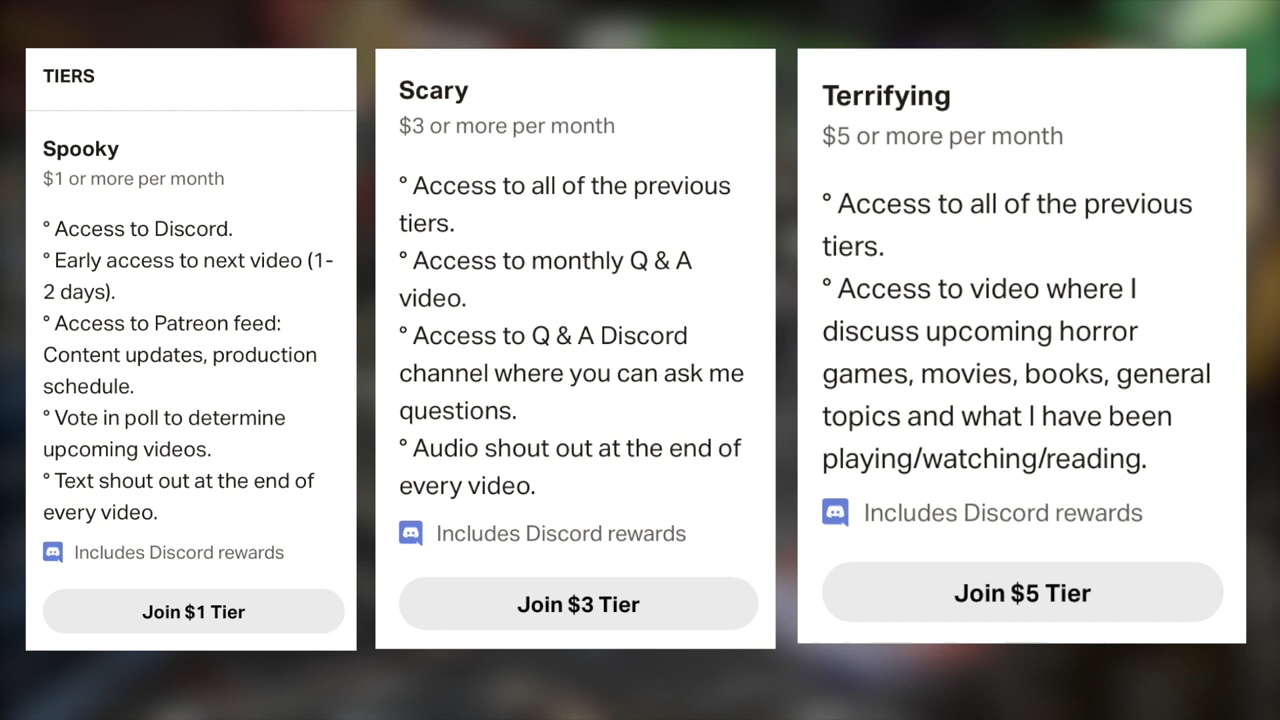 TIERS
Spooky
$1 or more per month
° Access to Discord.
° Early access to next video (1-
2 days).
° Access to Patreon feed:
Content updates, production
schedule.
° Vote in poll to determine
upcoming videos.
° Text shout out at the end of
every video.
Includes Discord rewards
Join $1 Tier
Scary
$3 or more per month
° Access to all of the previous
tiers.
° Access to monthly Q & A
video.
° Access to Q & A Discord
channel where you can ask me
questions.
° Audio shout out at the end of
every video.
Includes Discord rewards
Join $3 Tier
Terrifying
$5 or more per month
° Access to all of the previous
tiers.
° Access to video where I
discuss upcoming horror
games, movies, books, general
topics and what I have been
playing/watching/reading.
Includes Discord rewards
Join $5 Tier